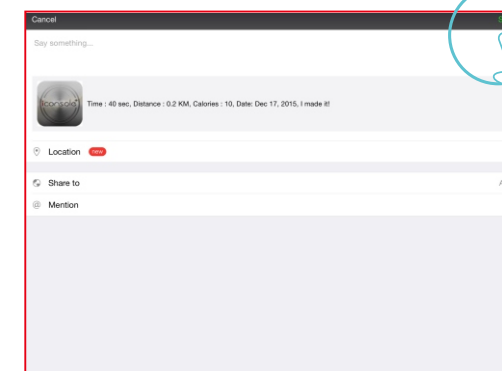 Cancel
Say something...
iconsole
Time : 40 sec, Distance : 0.2 KM, Calories : 10, Date: Dec 17, 2015, I made it!
Location new
Share to
@ Mention